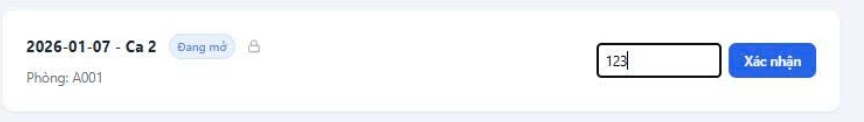 2026-01-07 - Ca 2 Đang mở
123 Xác nhận
Phòng: A001